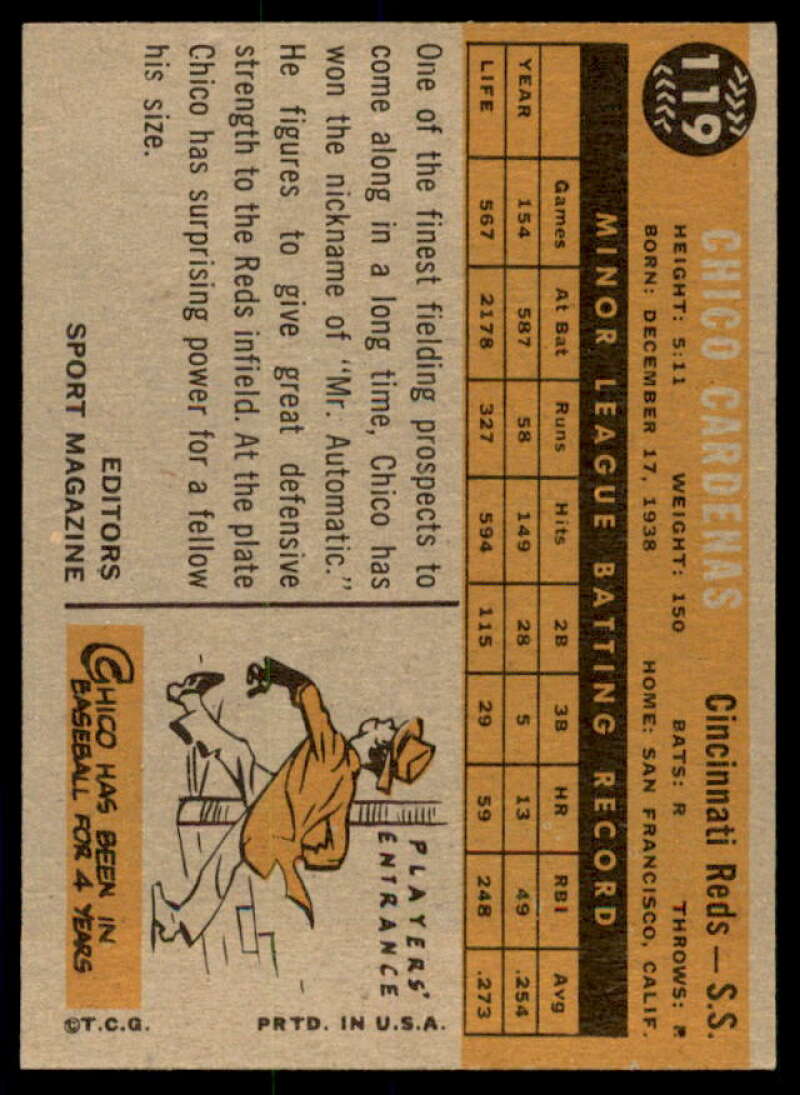 119
CHICO CARDENAS Cincinnati Reds — S.S.
HEIGHT: 5:11 WEIGHT: 150 BATS: R THROWS: R
BORN: DECEMBER 17, 1938 HOME: SAN FRANCISCO, CALIF.
MINOR LEAGUE BATTING RECORD
Games At Bat Runs Hits 2B 3B HR RBI Avg
YEAR 154 587 58 149 28 5 13 49 .254
LIFE 567 2178 327 594 115 29 59 248 .273
One of the finest fielding prospects to
come along in a long time, Chico has
won the nickname of "Mr. Automatic."
He figures to give great defensive
strength to the Reds infield. At the plate
Chico has surprising power for a fellow
his size.
EDITORS
SPORT MAGAZINE
PLAYERS'
ENTRANCE
CHICO HAS BEEN IN
BASEBALL FOR 4 YEARS
©T.C.G. PRTD. IN U.S.A.